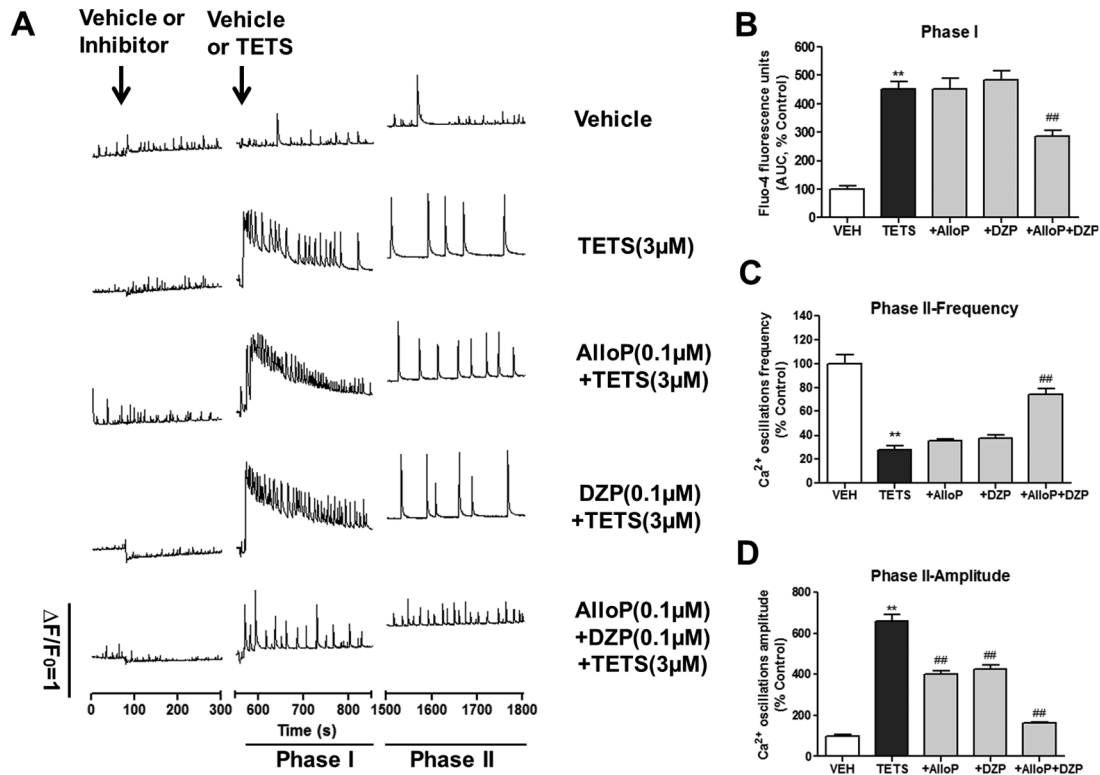 A
Vehicle or
Inhibitor
Vehicle
or TETS
Vehicle
TETS(3µM)
AlloP(0.1µM)
+TETS(3µM)
DZP(0.1µM)
+TETS(3µM)
AlloP(0.1µM)
+DZP(0.1µM)
+TETS(3µM)
ΔF/F0=1
0 100 200 300 600 700 800 1500 1600 1700 1800
Time (s)
Phase I Phase II
B
Phase I
Fluo-4 fluorescence units
(AUC, % Control)
600
500
400
300
200
100
0
**
##
VEH TETS +AlloP +DZP +AlloP+DZP
C
Phase II-Frequency
Ca2+ oscillations frequency
(% Control)
140
120
100
80
60
40
20
0
**
##
VEH TETS +AlloP +DZP +AlloP+DZP
D
Phase II-Amplitude
Ca2+ oscillations amplitude
(% Control)
800
600
400
200
0
**
## ##
##
VEH TETS +AlloP +DZP +AlloP+DZP